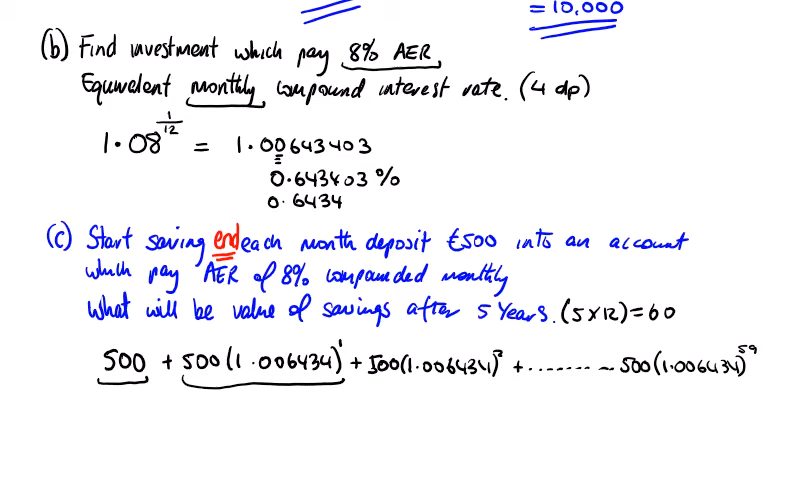 = 10,000
(b) Find investment which pay 8% AER
Equivalent monthly compound interest rate. (4 dp)
1.08^{1/12} = 1.00643403
0.643403 %
0.6434
(c) Start saving end each month deposit €500 into an account
which pay AER of 8% compounded monthly
What will be value of savings after 5 Years. (5×12)=60
500 + 500(1.006434)^1 + 500(1.006434)^2 + ........ ~ 500(1.006434)^59